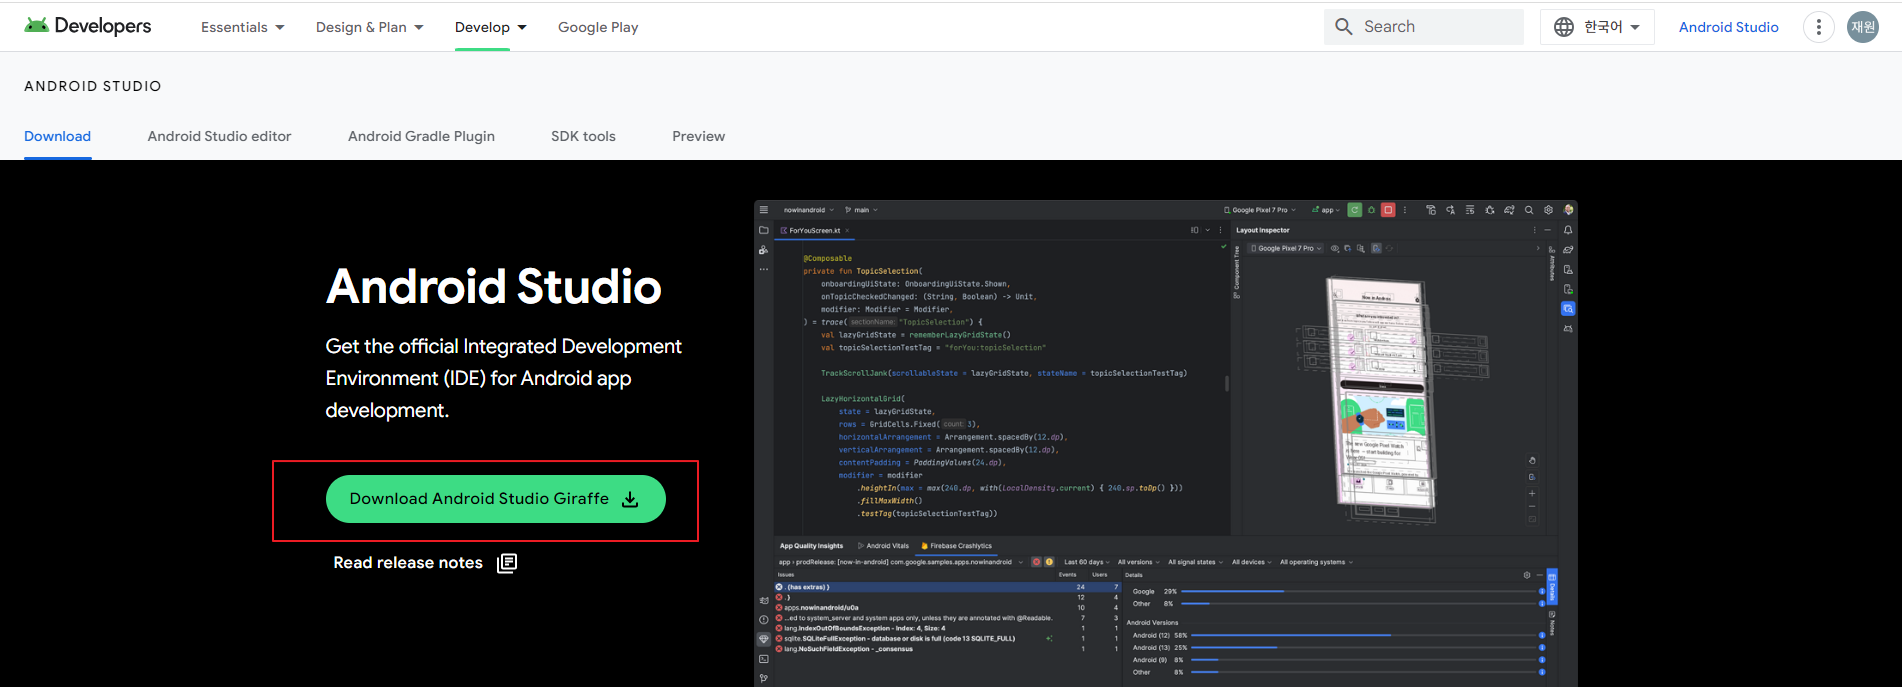 Developers Essentials Design & Plan Develop Google Play Search 한국어 Android Studio 재원
ANDROID STUDIO
Download Android Studio editor Android Gradle Plugin SDK tools Preview
Android Studio
Get the official Integrated Development
Environment (IDE) for Android app
development.
Download Android Studio Giraffe
Read release notes
nowinandroid main Google Pixel 7 Pro app
ForYouScreen.kt
@Composable
private fun TopicSelection(
onboardingUiState: OnboardingUiState.Shown,
onTopicCheckedChanged: (String, Boolean) -> Unit,
modifier: Modifier = Modifier,
) = trace( sectionName: "TopicSelection") {
val lazyGridState = rememberLazyGridState()
val topicSelectionTestTag = "forYou:topicSelection"
TrackScrollJank(scrollableState = lazyGridState, stateName = topicSelectionTestTag)
LazyHorizontalGrid(
state = lazyGridState,
rows = GridCells.Fixed( count: 3),
horizontalArrangement = Arrangement.spacedBy(12.dp),
verticalArrangement = Arrangement.spacedBy(12.dp),
contentPadding = PaddingValues(24.dp),
modifier = modifier
.heightIn(max = max(240.dp, with(LocalDensity.current) { 240.sp.toDp() }))
.fillMaxWidth()
.testTag(topicSelectionTestTag))
Layout Inspector
Google Pixel 7 Pro
Component Tree
Attributes
App Quality Insights Android Vitals Firebase Crashlytics
app › prodRelease: [now-in-android] com.google.samples.apps.nowinandroid Last 60 days All versions All signal states All devices All operating systems
Issues Events Users Details
. (has extras) } 24 7
. } 12 4
apps.nowinandroid/u0a 10 4
...ed to system_server and system apps only, unless they are annotated with @Readable. 7 3
lang.IndexOutOfBoundsException - Index: 4, Size: 4 1 1
sqlite.SQLiteFullException - database or disk is full (code 13 SQLITE_FULL) 1 1
lang.NoSuchFieldException - _consensus 1 1
Google 29%
Other 8%
Android Versions
Android (12) 58%
Android (13) 25%
Android (9) 8%
Other 8%
Details
Notes